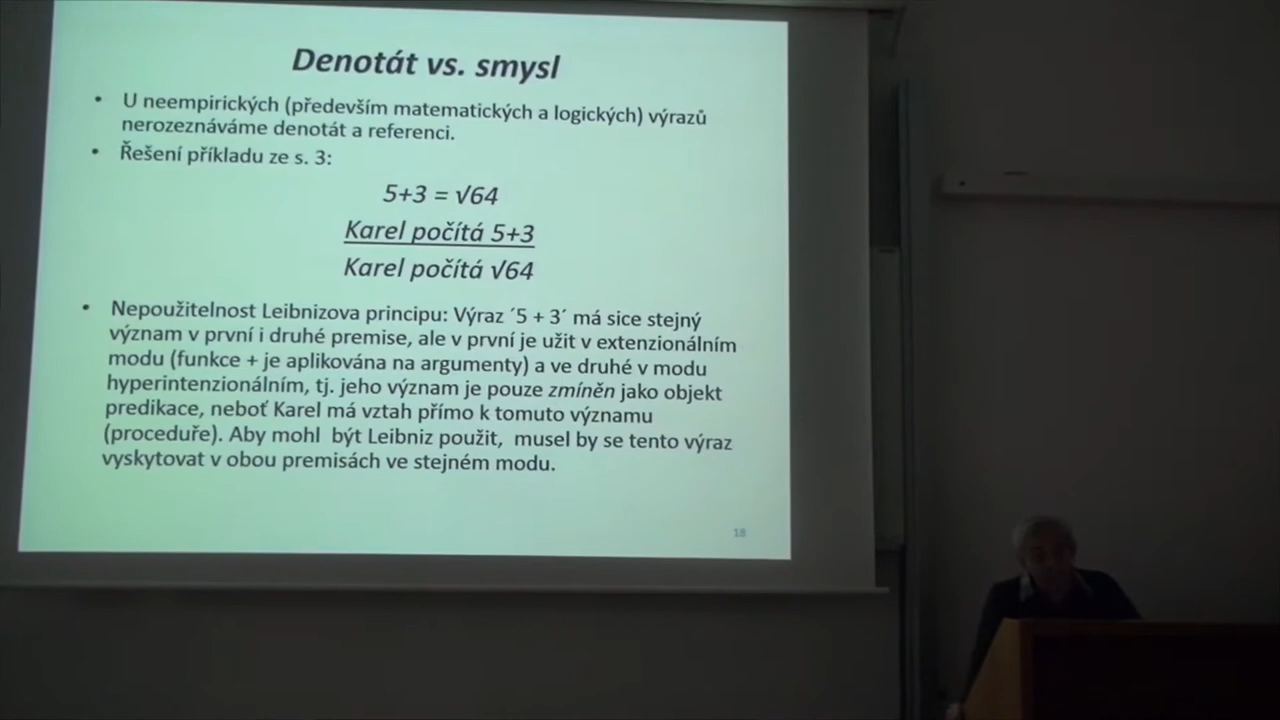 Denotát vs. smysl
• U neempirických (především matematických a logických) výrazů
nerozeznáváme denotát a referenci.
• Řešení příkladu ze s. 3:
5+3 = √64
Karel počítá 5+3
Karel počítá √64
• Nepoužitelnost Leibnizova principu: Výraz ´5 + 3´ má sice stejný
význam v první i druhé premise, ale v první je užit v extenzionálním
modu (funkce + je aplikována na argumenty) a ve druhé v modu
hyperintenzionálním, tj. jeho význam je pouze zmíněn jako objekt
predikace, neboť Karel má vztah přímo k tomuto významu
(proceduře). Aby mohl být Leibniz použit, musel by se tento výraz
vyskytovat v obou premisách ve stejném modu.
18